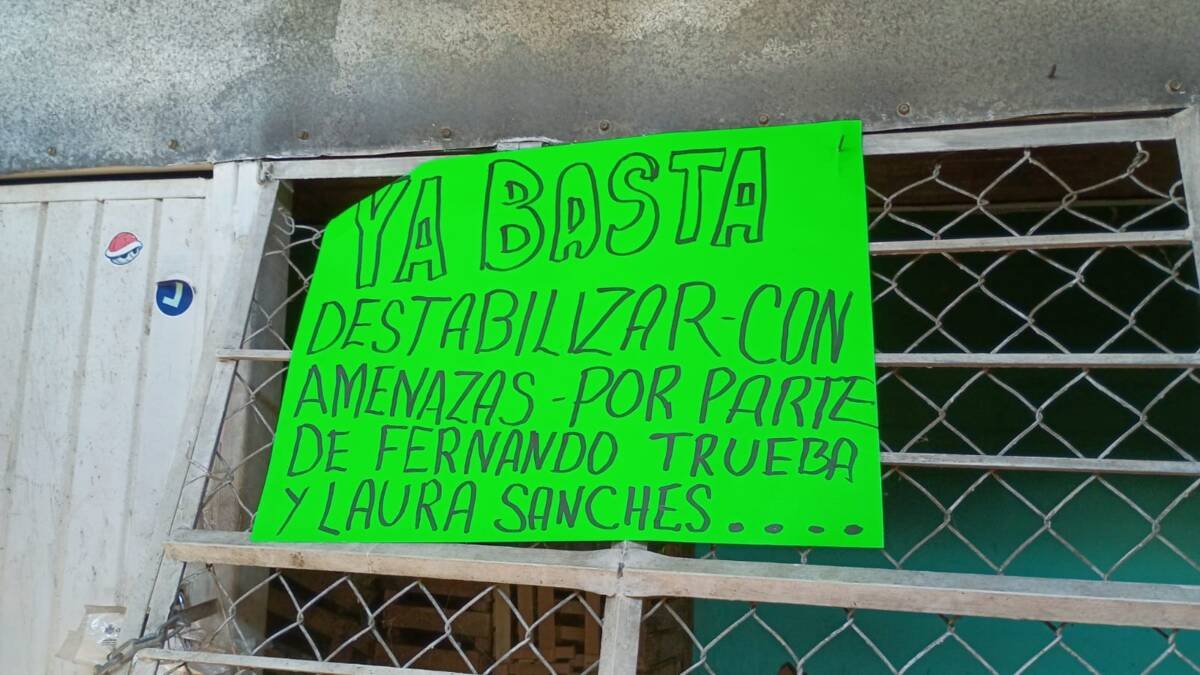 YA BASTA
DESTABILIZAR-CON
AMENAZAS-POR PARTE
DE FERNANDO TRUEBA
Y LAURA SANCHES....